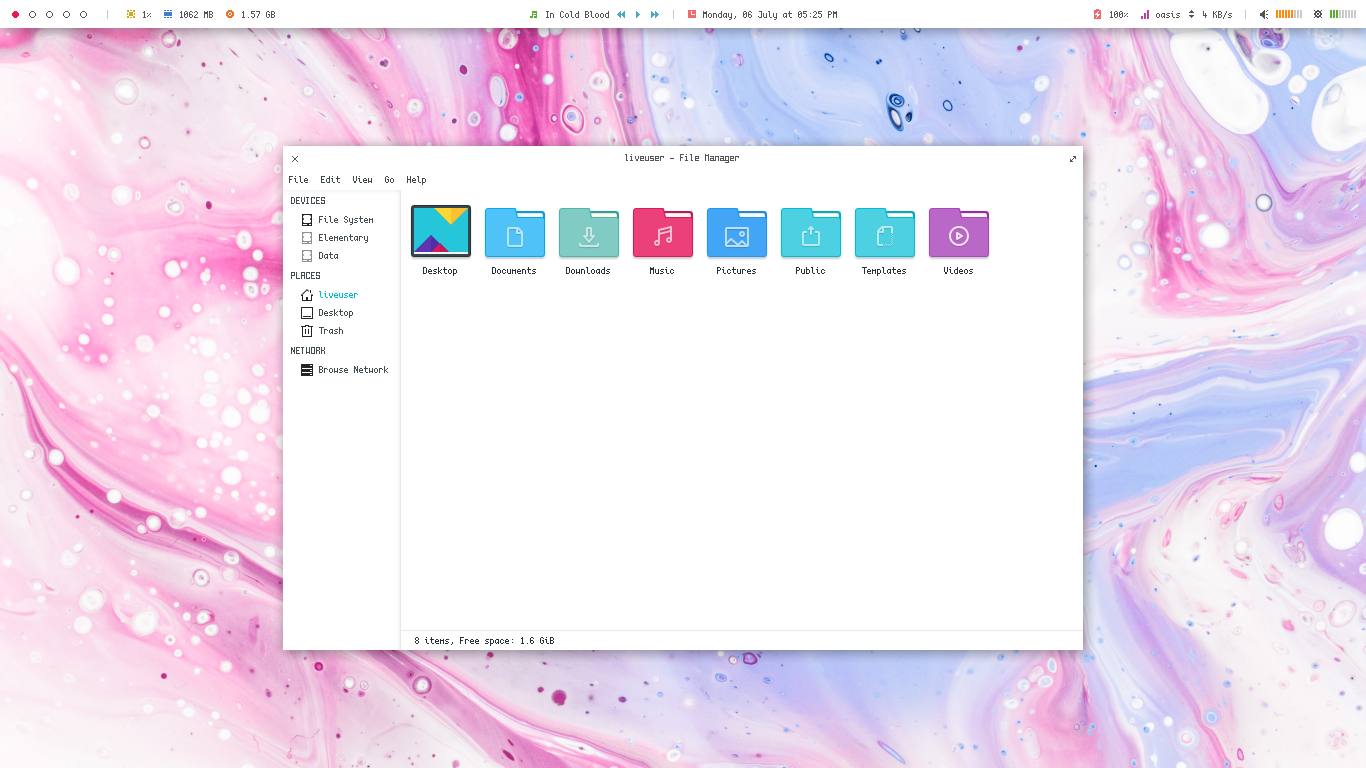 1% 1062 MB 1.57 GB In Cold Blood Monday, 06 July at 05:25 PM 100% oasis 4 KB/s
liveuser - File Manager
File Edit View Go Help
DEVICES
File System
Elementary
Data
PLACES
liveuser
Desktop
Trash
NETWORK
Browse Network
Desktop Documents Downloads Music Pictures Public Templates Videos
8 items, Free space: 1.6 GiB